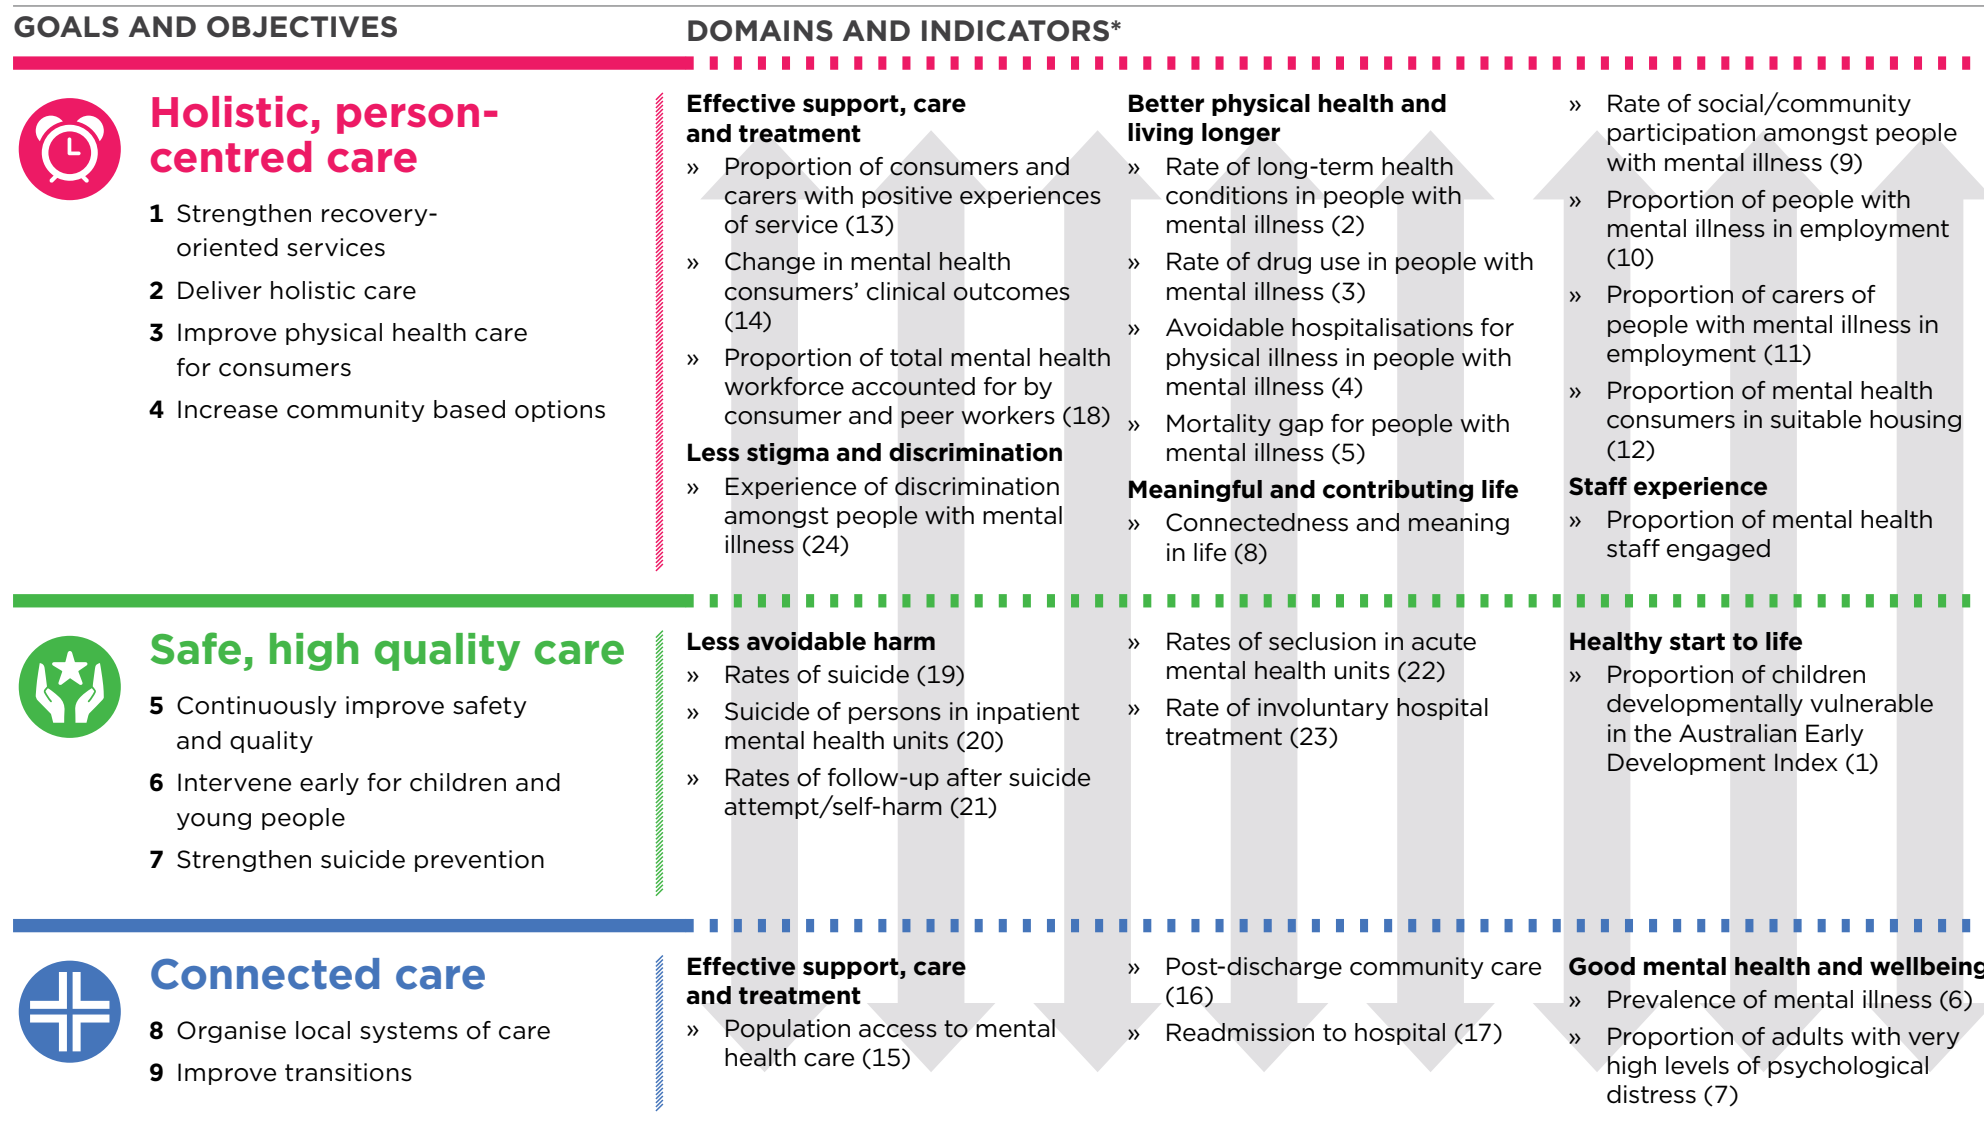 GOALS AND OBJECTIVES
DOMAINS AND INDICATORS*
Holistic, person-
centred care
1 Strengthen recovery-
oriented services
2 Deliver holistic care
3 Improve physical health care
for consumers
4 Increase community based options
Effective support, care
and treatment
» Proportion of consumers and
carers with positive experiences
of service (13)
» Change in mental health
consumers’ clinical outcomes
(14)
» Proportion of total mental health
workforce accounted for by
consumer and peer workers (18)
Less stigma and discrimination
» Experience of discrimination
amongst people with mental
illness (24)
Better physical health and
living longer
» Rate of long-term health
conditions in people with
mental illness (2)
» Rate of drug use in people with
mental illness (3)
» Avoidable hospitalisations for
physical illness in people with
mental illness (4)
» Mortality gap for people with
mental illness (5)
Meaningful and contributing life
» Connectedness and meaning
in life (8)
» Rate of social/community
participation amongst people
with mental illness (9)
» Proportion of people with
mental illness in employment
(10)
» Proportion of carers of
people with mental illness in
employment (11)
» Proportion of mental health
consumers in suitable housing
(12)
Staff experience
» Proportion of mental health
staff engaged
Safe, high quality care
5 Continuously improve safety
and quality
6 Intervene early for children and
young people
7 Strengthen suicide prevention
Less avoidable harm
» Rates of suicide (19)
» Suicide of persons in inpatient
mental health units (20)
» Rates of follow-up after suicide
attempt/self-harm (21)
» Rates of seclusion in acute
mental health units (22)
» Rate of involuntary hospital
treatment (23)
Healthy start to life
» Proportion of children
developmentally vulnerable
in the Australian Early
Development Index (1)
Connected care
8 Organise local systems of care
9 Improve transitions
Effective support, care
and treatment
» Population access to mental
health care (15)
» Post-discharge community care
(16)
» Readmission to hospital (17)
Good mental health and wellbeing
» Prevalence of mental illness (6)
» Proportion of adults with very
high levels of psychological
distress (7)